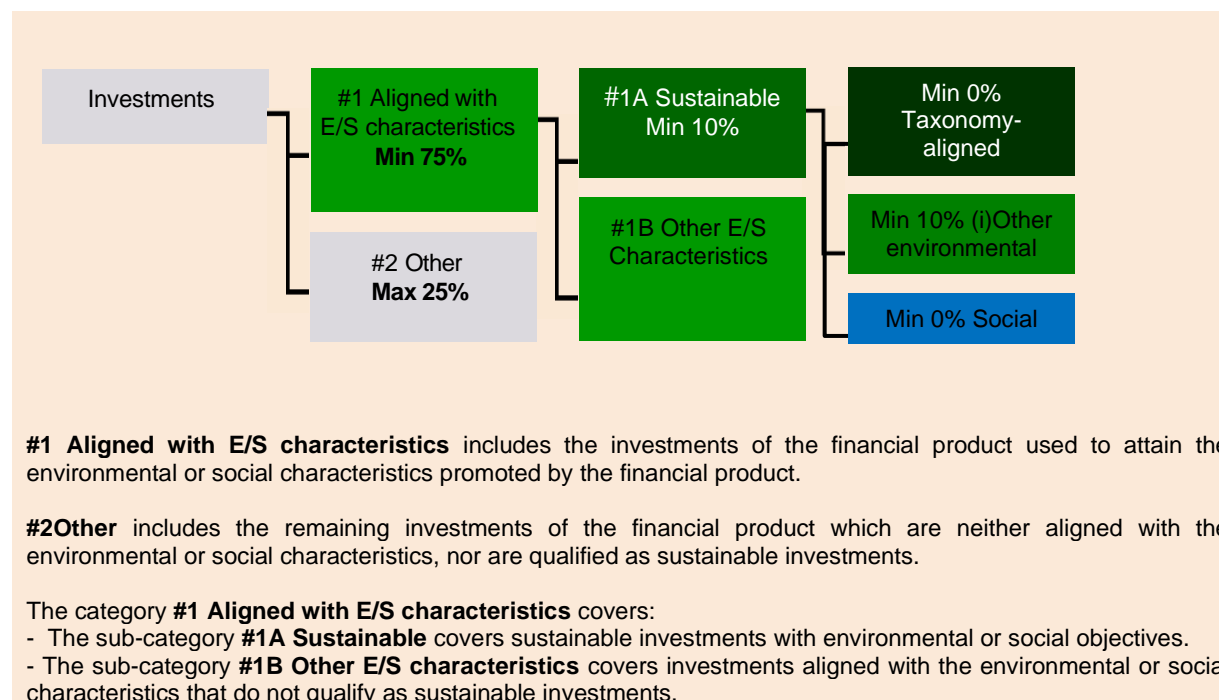 Investments
#1 Aligned with
E/S characteristics
Min 75%
#2 Other
Max 25%
#1A Sustainable
Min 10%
#1B Other E/S
Characteristics
Min 0%
Taxonomy-
aligned
Min 10% (i)Other
environmental
Min 0% Social
#1 Aligned with E/S characteristics includes the investments of the financial product used to attain the
environmental or social characteristics promoted by the financial product.
#2Other includes the remaining investments of the financial product which are neither aligned with the
environmental or social characteristics, nor are qualified as sustainable investments.
The category #1 Aligned with E/S characteristics covers:
- The sub-category #1A Sustainable covers sustainable investments with environmental or social objectives.
- The sub-category #1B Other E/S characteristics covers investments aligned with the environmental or social
characteristics that do not qualify as sustainable investments.